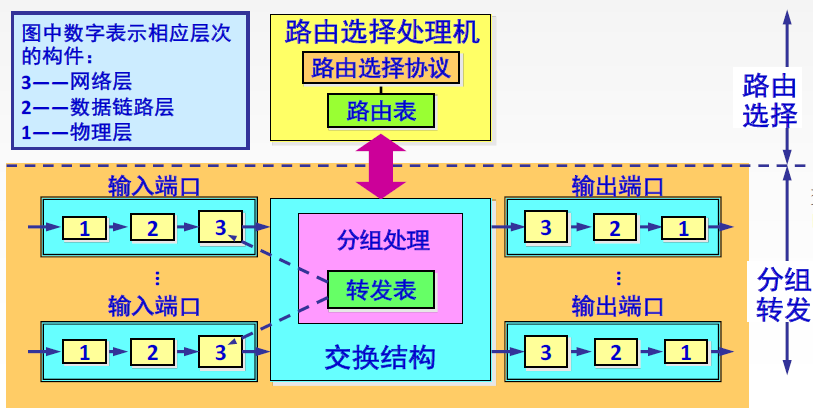 图中数字表示相应层次
的构件：
3——网络层
2——数据链路层
1——物理层
路由选择处理机
路由选择协议
路由表
路由
选择
输入端口
1
2
3
输出端口
3
2
1
分组处理
转发表
交换结构
...
输入端口
1
2
3
...
输出端口
3
2
1
分组
转发